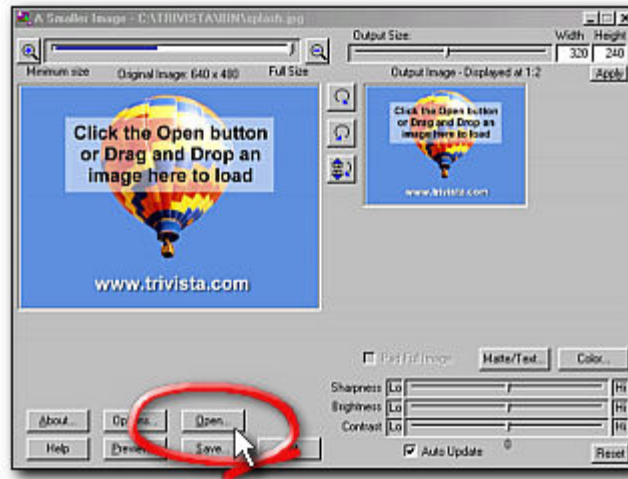 A Smaller Image - C:\TRIVISTA\BIN\splash.jpg
Output Size:
Width Height
320 240
Minimum size Original Image: 640 x 480 Full Size
Output Image - Displayed at 1:2
Apply
Click the Open button
or Drag and Drop an
image here to load
www.trivista.com
Click the Open button
or Drag and Drop an
image here to load
www.trivista.com
Pad Full Image
Matte/Text... Color...
Sharpness Lo Hi
Brightness Lo Hi
Contrast Lo Hi
0
About... Open...
Help Save...
Auto Update
Reset